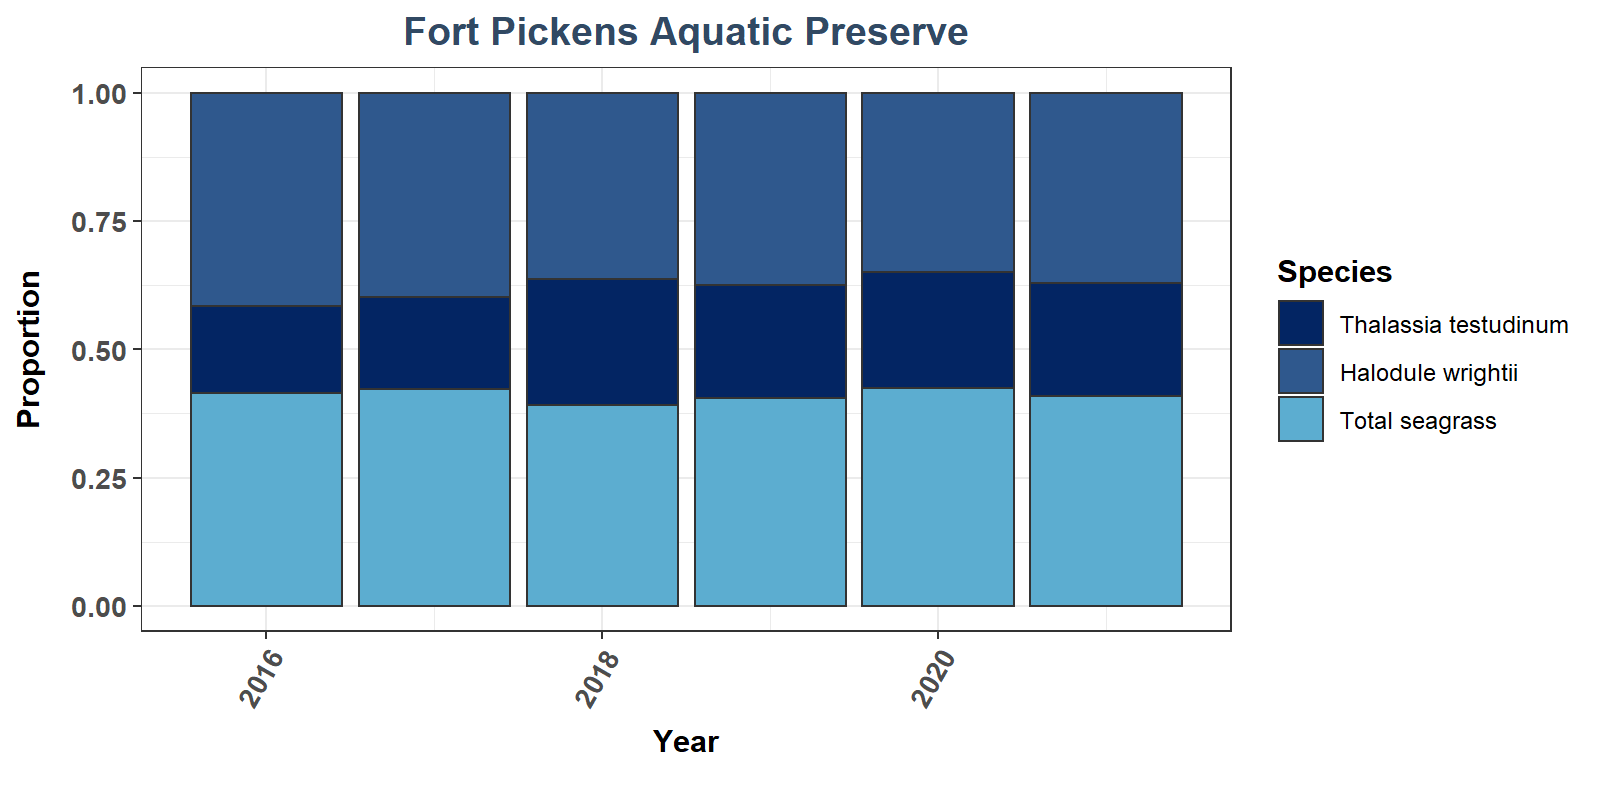 Fort Pickens Aquatic Preserve
1.00
0.75
0.50
0.25
0.00
Proportion
2016
2018
2020
Year
Species
Thalassia testudinum
Halodule wrightii
Total seagrass